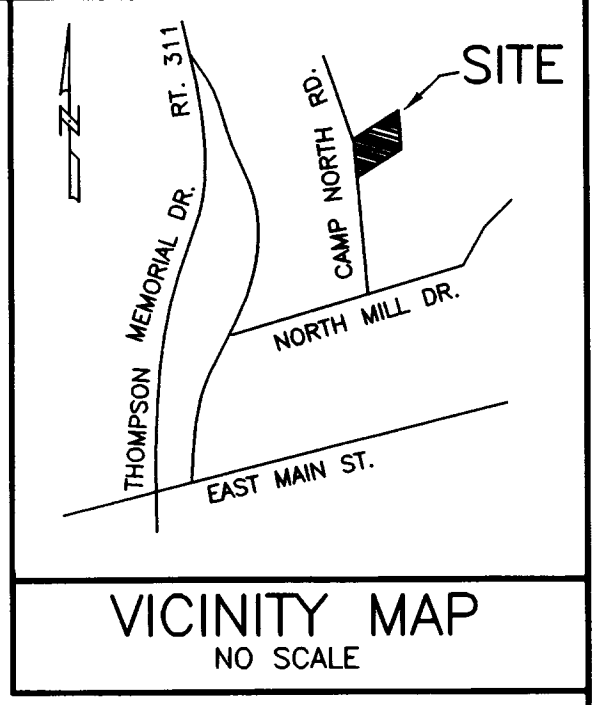 N
RT. 311
SITE
CAMP NORTH RD.
THOMPSON MEMORIAL DR.
NORTH MILL DR.
EAST MAIN ST.
VICINITY MAP
NO SCALE